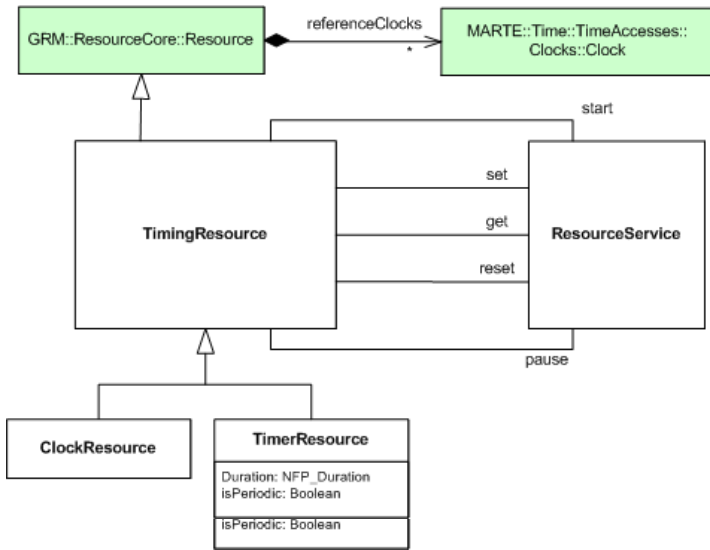 GRM::ResourceCore::Resource
referenceClocks
*
MARTE::Time::TimeAccesses::
Clocks::Clock
start
TimingResource
set
get
reset
ResourceService
pause
ClockResource
TimerResource
Duration: NFP_Duration
isPeriodic: Boolean
isPeriodic: Boolean